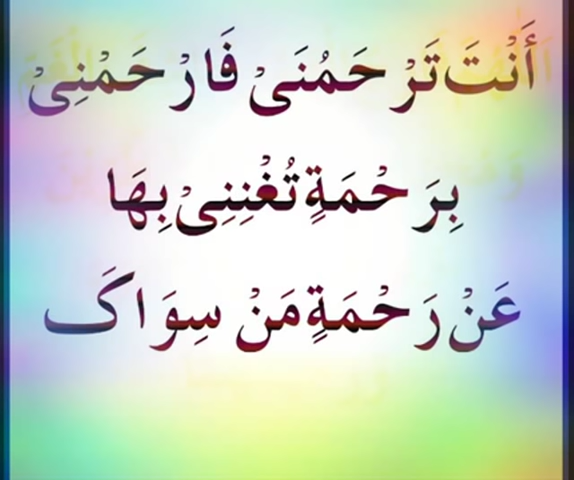 أَنْتَ تَرْحَمُنَىْ فَارْحَمْنِىْ
بِرَحْمَةِ تُغْنِنِىْ بِهَا
عَنْ رَحْمَةِ مَنْ سِوَاكَ